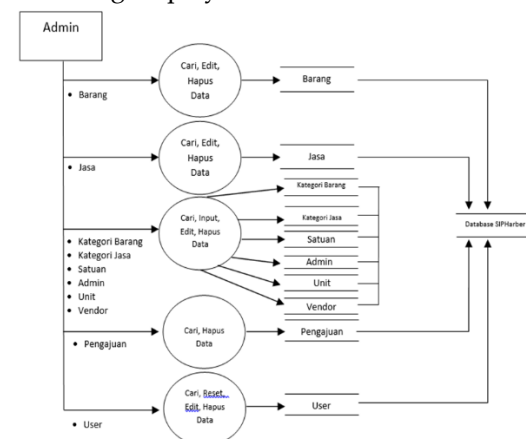 Admin
Cari, Edit,
Hapus
Data
Barang
• Barang
Cari, Edit,
Hapus
Data
Jasa
• Jasa
Kategori Barang
Cari, Input,
Edit, Hapus
Data
Kategori Jasa
Satuan
Admin
Unit
Vendor
Database SIPHarber
• Kategori Barang
• Kategori Jasa
• Satuan
• Admin
• Unit
• Vendor
Cari, Hapus
Data
Pengajuan
• Pengajuan
Cari, Reset,
Edit, Hapus
Data
User
• User